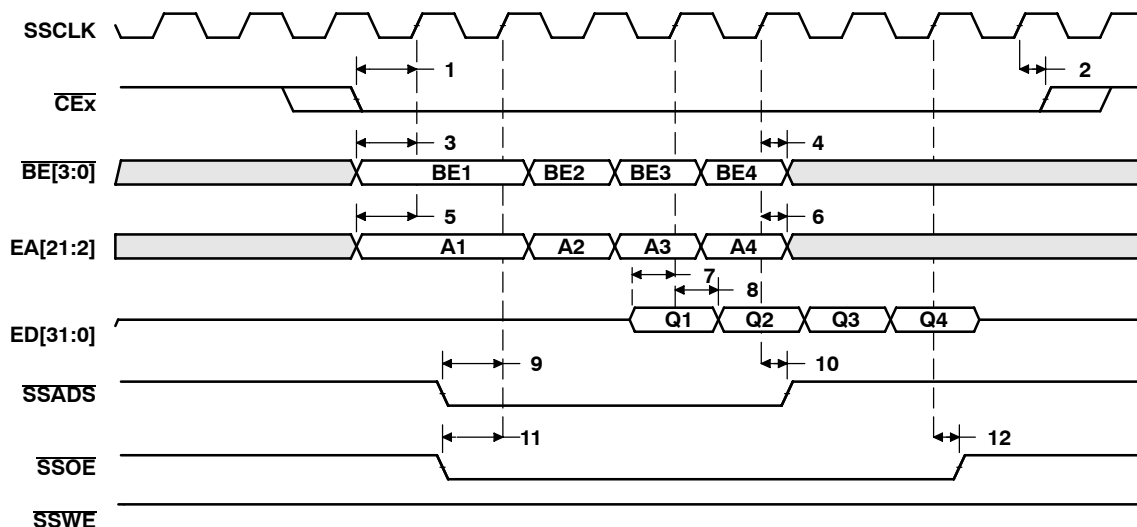 SSCLK
1 2
CEx
3 4
BE[3:0] BE1 BE2 BE3 BE4
5 6
EA[21:2] A1 A2 A3 A4
7 8
ED[31:0] Q1 Q2 Q3 Q4
9 10
SSADS
11 12
SSOE
SSWE